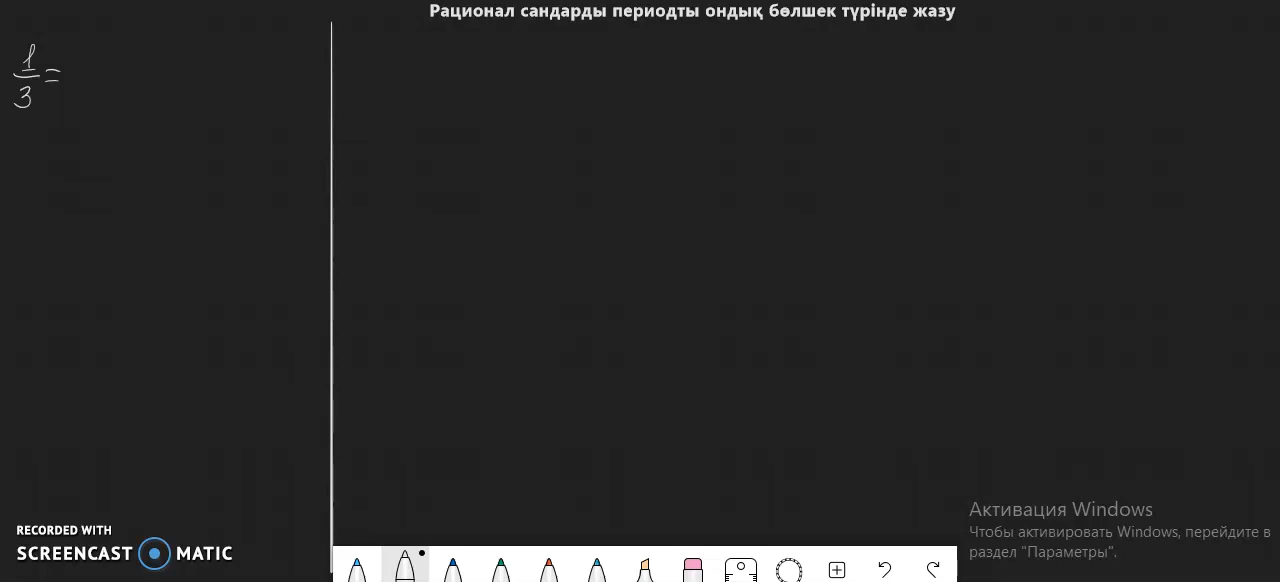 Рационал сандарды периодты ондық бөлшек түрінде жазу
1/3 =
RECORDED WITH
SCREENCAST MATIC
Активация Windows
Чтобы активировать Windows, перейдите в
раздел "Параметры".